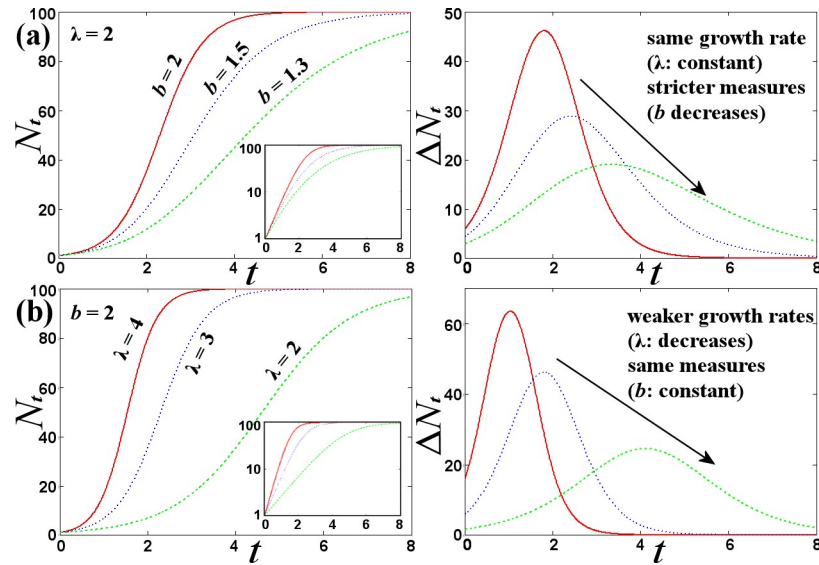 (a)
λ = 2
100
80
60
40
20
0
N_t
b = 2
b = 1.5
b = 1.3
100
10
1
0 2 4 6 8
0 2 4 6 8
t
50
40
30
20
10
0
ΔN_t
same growth rate
(λ: constant)
stricter measures
(b decreases)
0 2 4 6 8
t
(b)
b = 2
100
80
60
40
20
0
N_t
λ = 4
λ = 3
λ = 2
100
10
1
0 2 4 6 8
0 2 4 6 8
t
60
40
20
0
ΔN_t
weaker growth rates
(λ: decreases)
same measures
(b: constant)
0 2 4 6 8
t